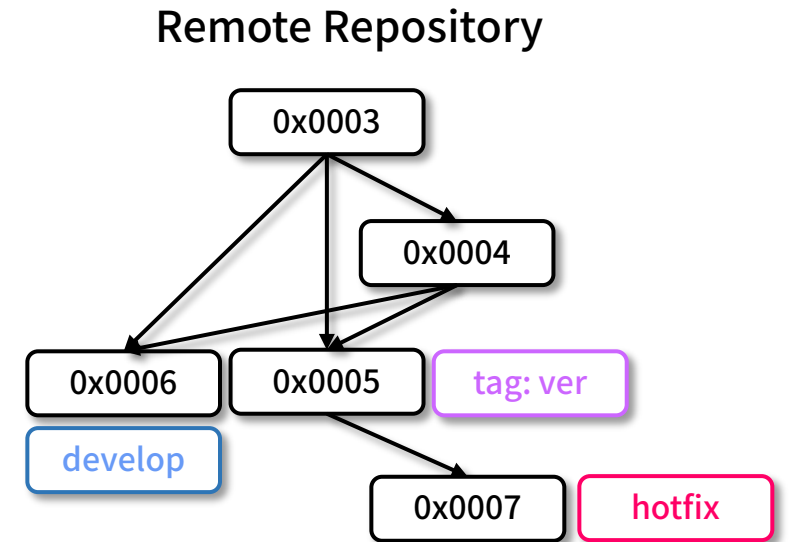 Remote Repository
0x0003
0x0004
0x0006
0x0005
tag: ver
develop
0x0007
hotfix